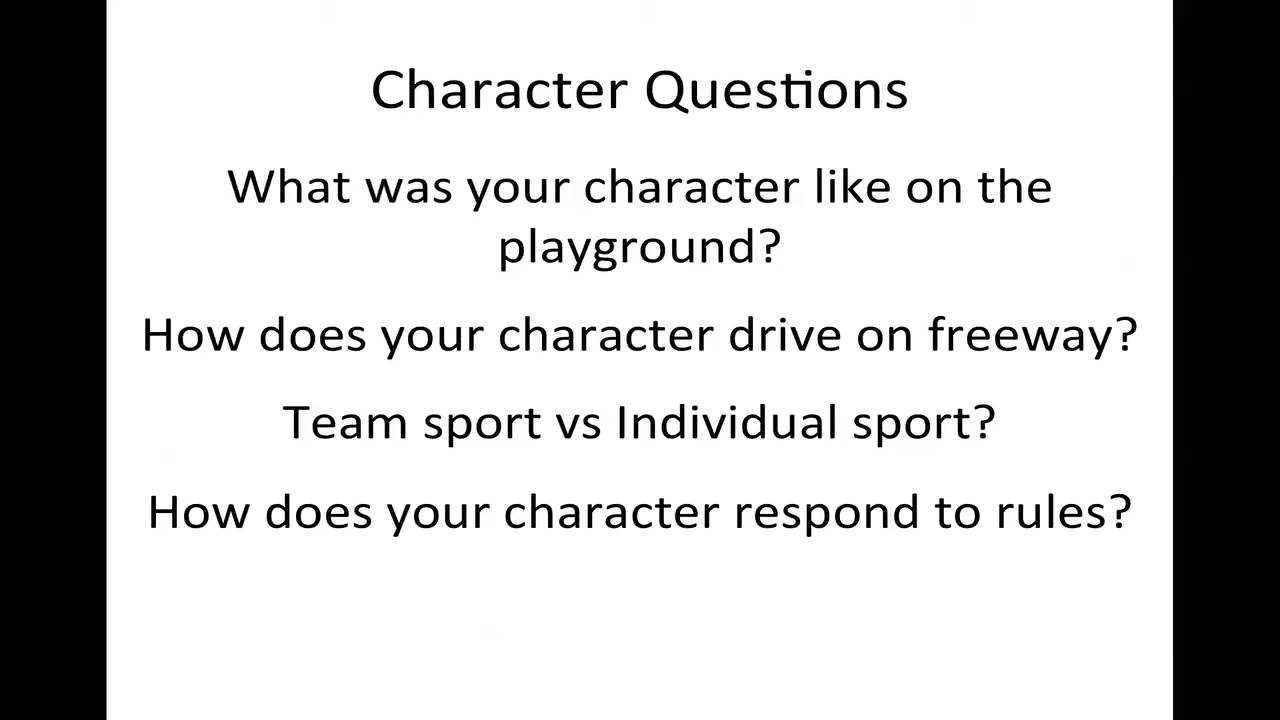 Character Questions
What was your character like on the
playground?
How does your character drive on freeway?
Team sport vs Individual sport?
How does your character respond to rules?